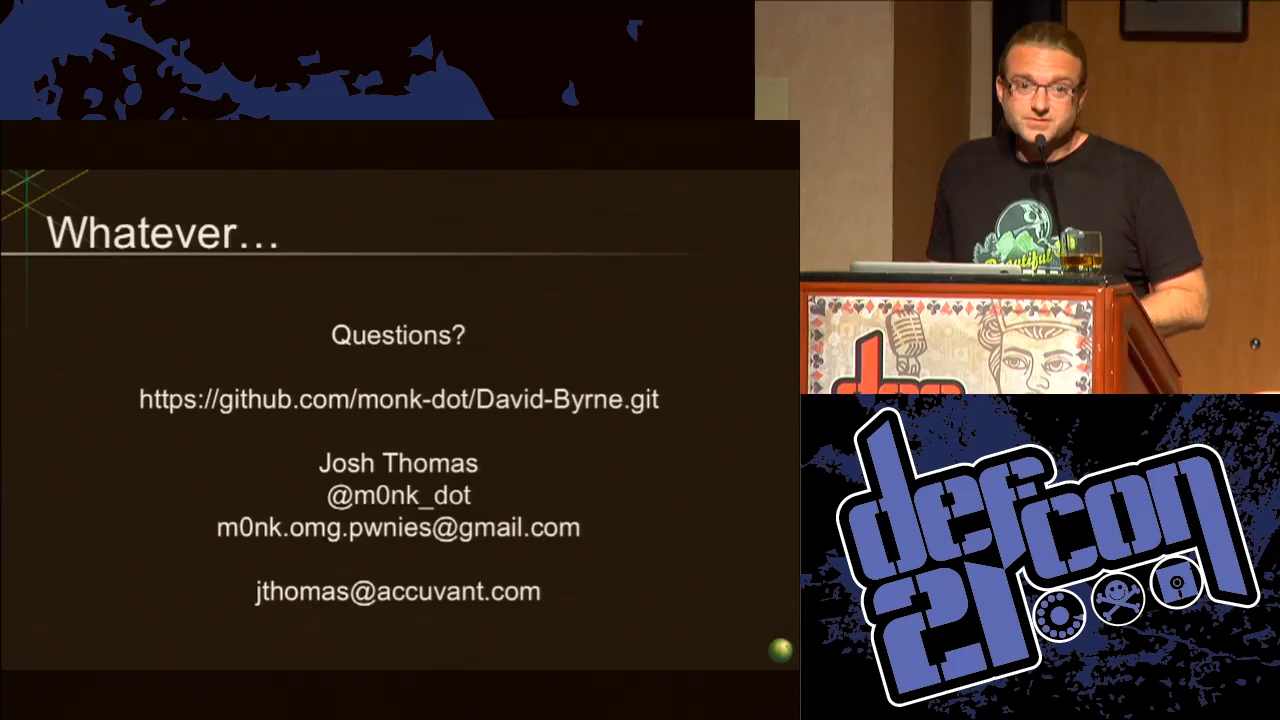 Whatever…
Questions?
https://github.com/monk-dot/David-Byrne.git
Josh Thomas
@m0nk_dot
m0nk.omg.pwnies@gmail.com
jthomas@accuvant.com
Beautiful
defcon
21